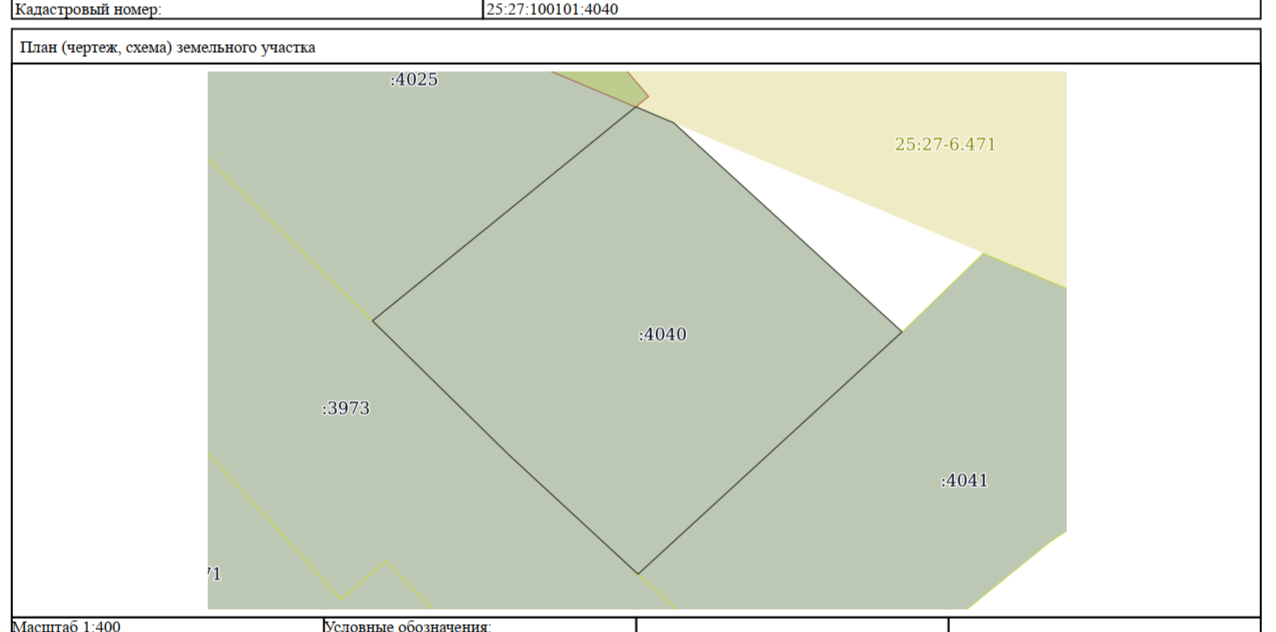 Кадастровый номер: 25:27:100101:4040
План (чертеж, схема) земельного участка
:4025
25:27-6.471
:4040
:3973
:4041
71
Масштаб 1:400 Условные обозначения: